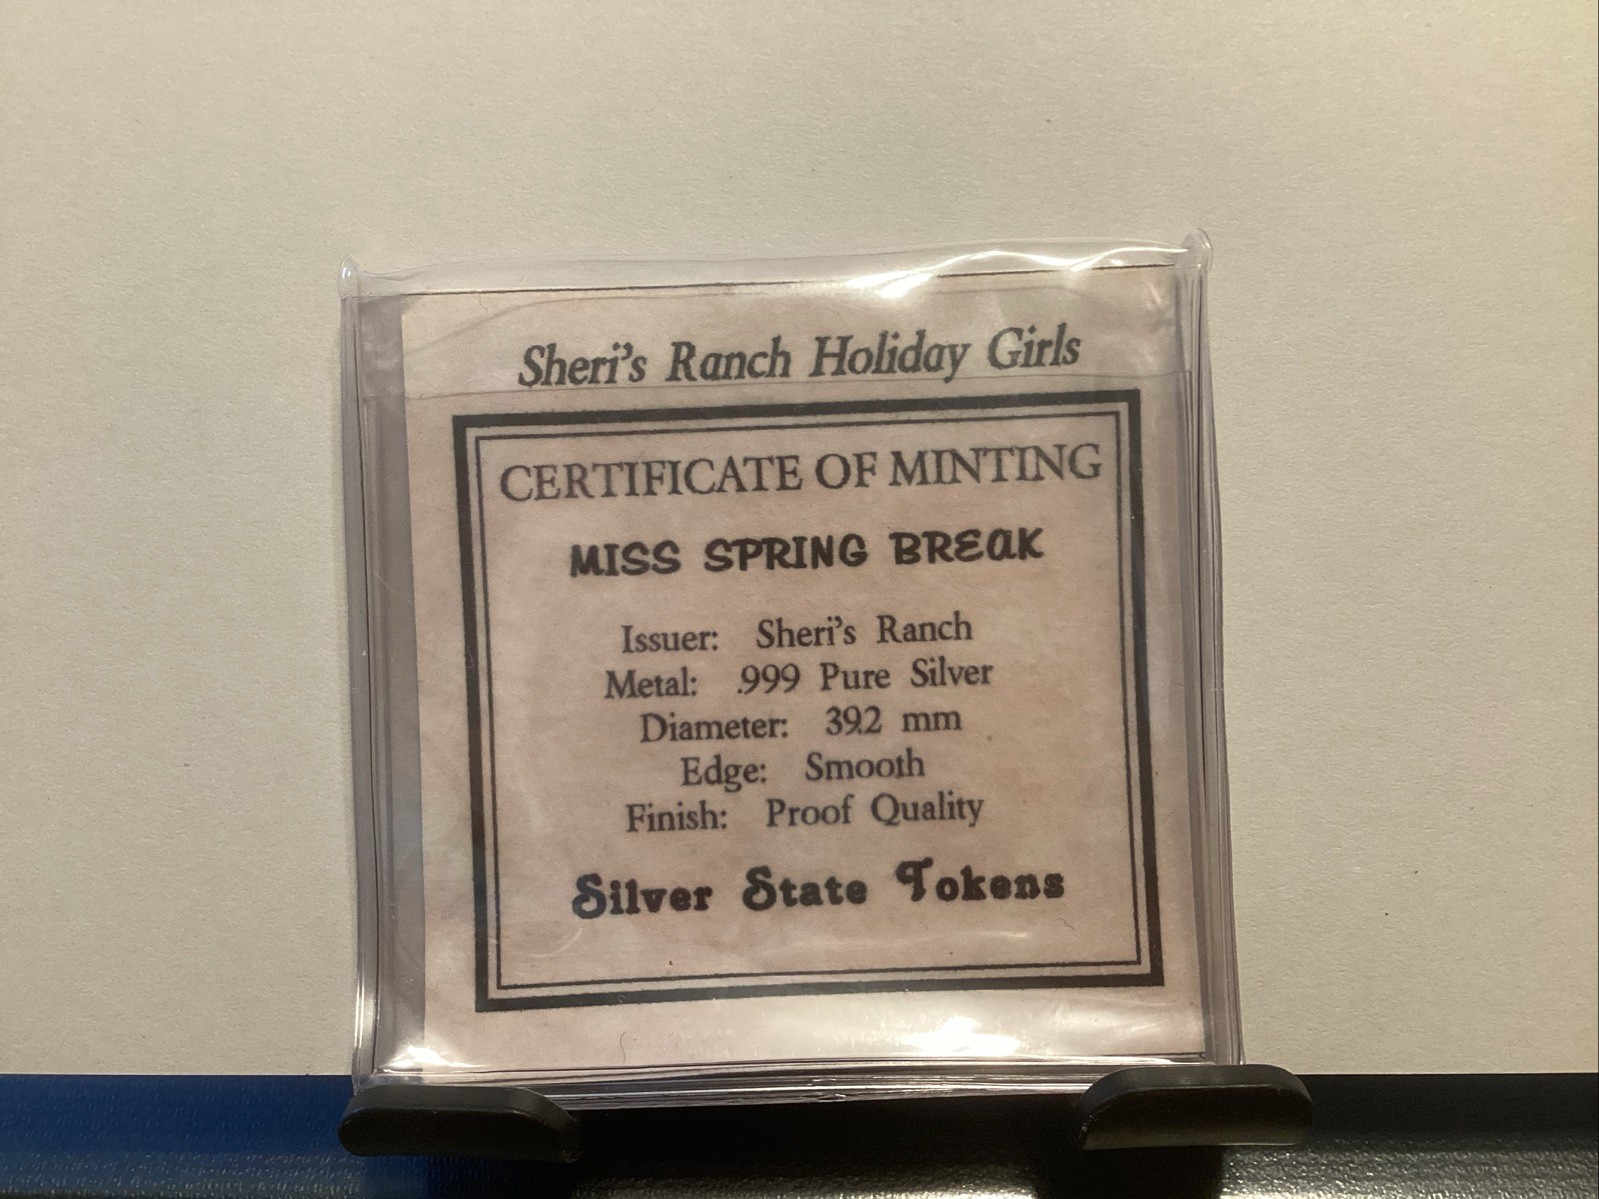 Sheri's Ranch Holiday Girls
CERTIFICATE OF MINTING
MISS SPRING BREAK
Issuer: Sheri's Ranch
Metal: .999 Pure Silver
Diameter: 39.2 mm
Edge: Smooth
Finish: Proof Quality
Silver State Tokens